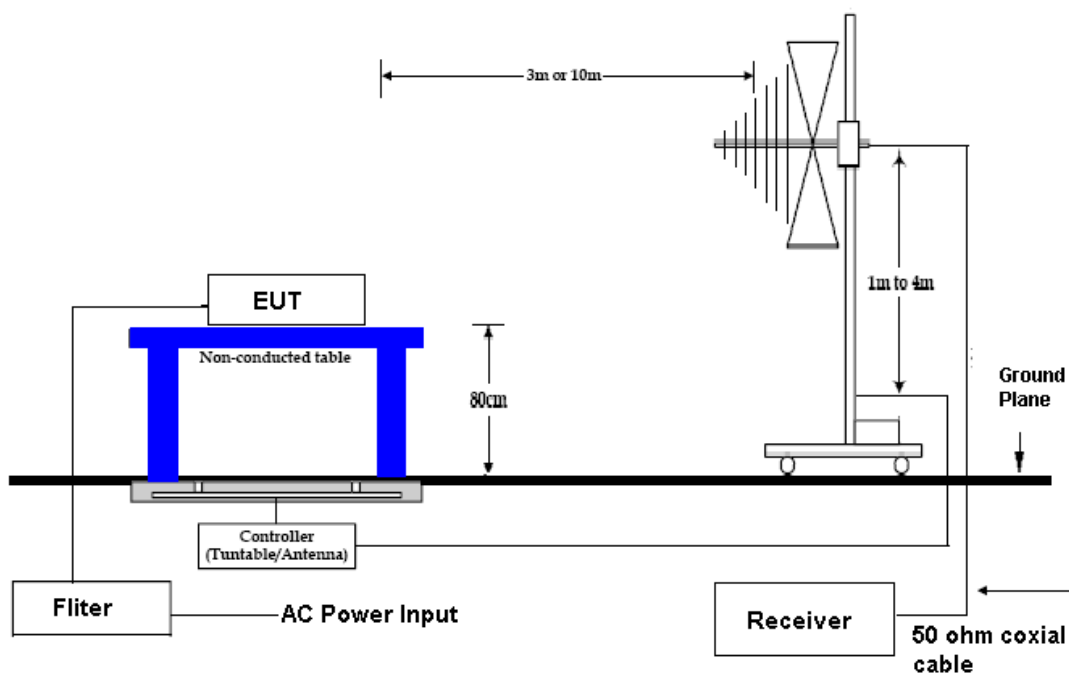 3m or 10m
EUT
Non-conducted table
1m to 4m
80cm
Ground
Plane
Controller
(Tuntable/Antenna)
Fliter
AC Power Input
Receiver
50 ohm coxial
cable